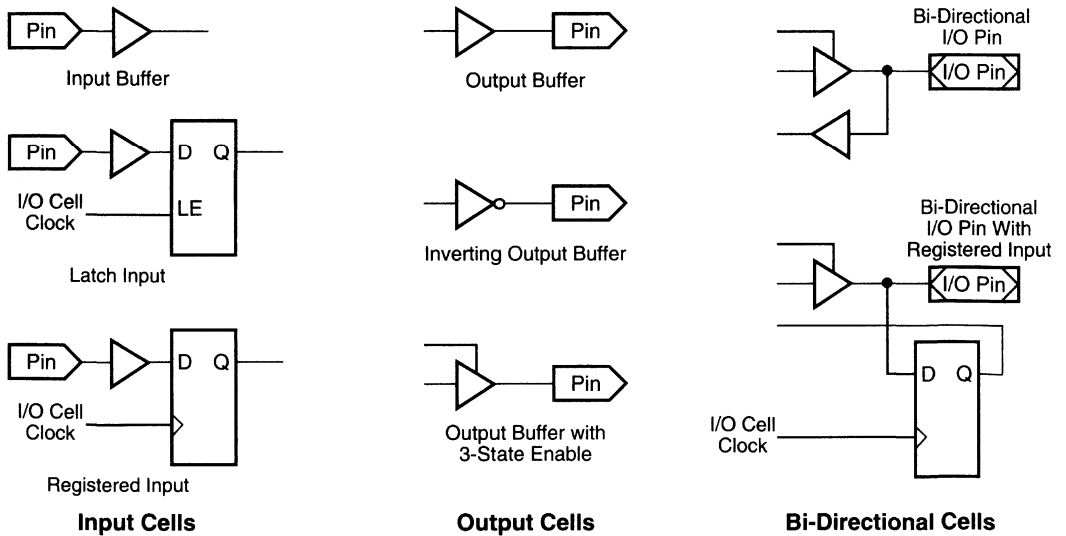 Pin
Input Buffer
Pin
D Q
I/O Cell
Clock
LE
Latch Input
Pin
D Q
I/O Cell
Clock
Registered Input
Input Cells
Pin
Output Buffer
Pin
Inverting Output Buffer
Pin
Output Buffer with
3-State Enable
Output Cells
Bi-Directional
I/O Pin
I/O Pin
Bi-Directional
I/O Pin With
Registered Input
I/O Pin
D Q
I/O Cell
Clock
Bi-Directional Cells